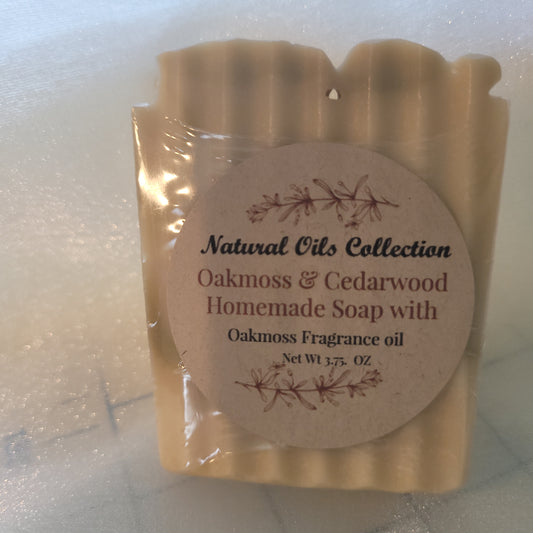 Natural Oils Collection
Oakmoss & Cedarwood
Homemade Soap with
Oakmoss Fragrance oil
Net Wt 3.75. OZ